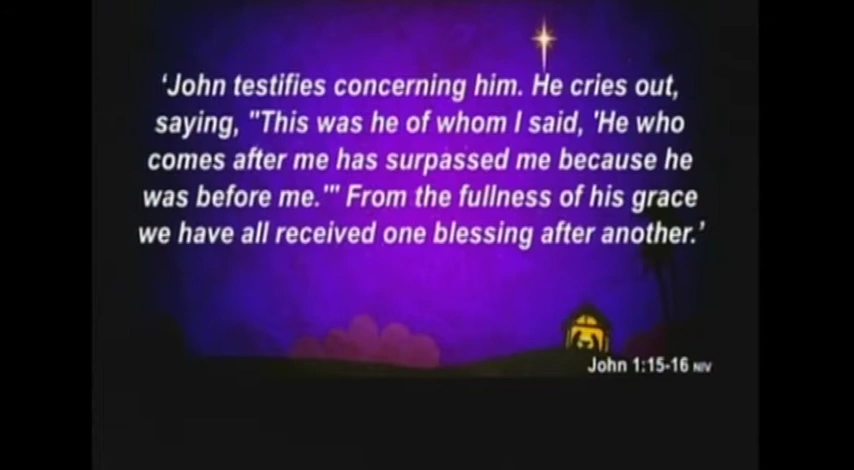 ‘John testifies concerning him. He cries out,
saying, "This was he of whom I said, 'He who
comes after me has surpassed me because he
was before me.'" From the fullness of his grace
we have all received one blessing after another.’
John 1:15-16 NIV